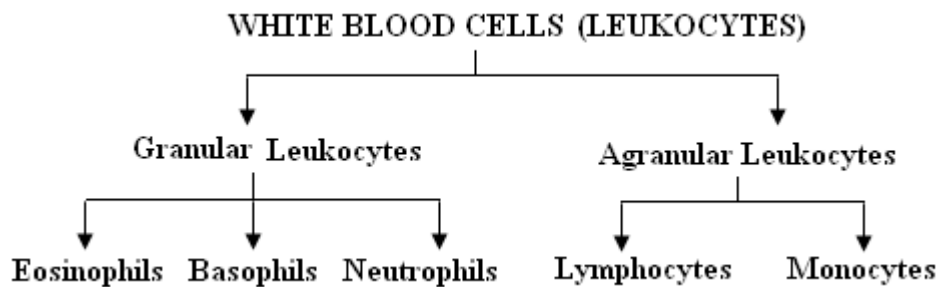 WHITE BLOOD CELLS (LEUKOCYTES)
Granular Leukocytes
Agranular Leukocytes
Eosinophils Basophils Neutrophils
Lymphocytes Monocytes